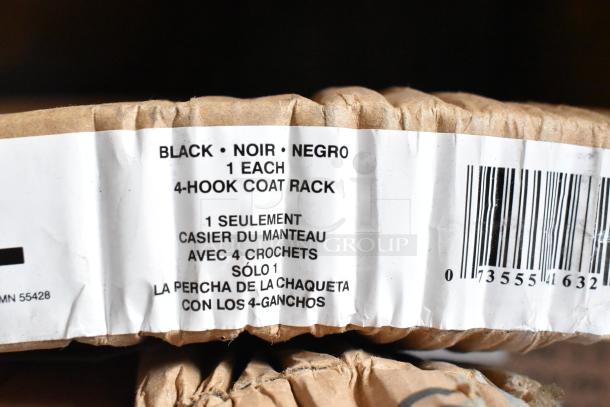 BLACK • NOIR • NEGRO
1 EACH
4-HOOK COAT RACK
1 SEULEMENT
CASIER DU MANTEAU
AVEC 4 CROCHETS
SÓLO 1
LA PERCHA DE LA CHAQUETA
CON LOS 4-GANCHOS
MN 55428
0 73555 41632
GROUP